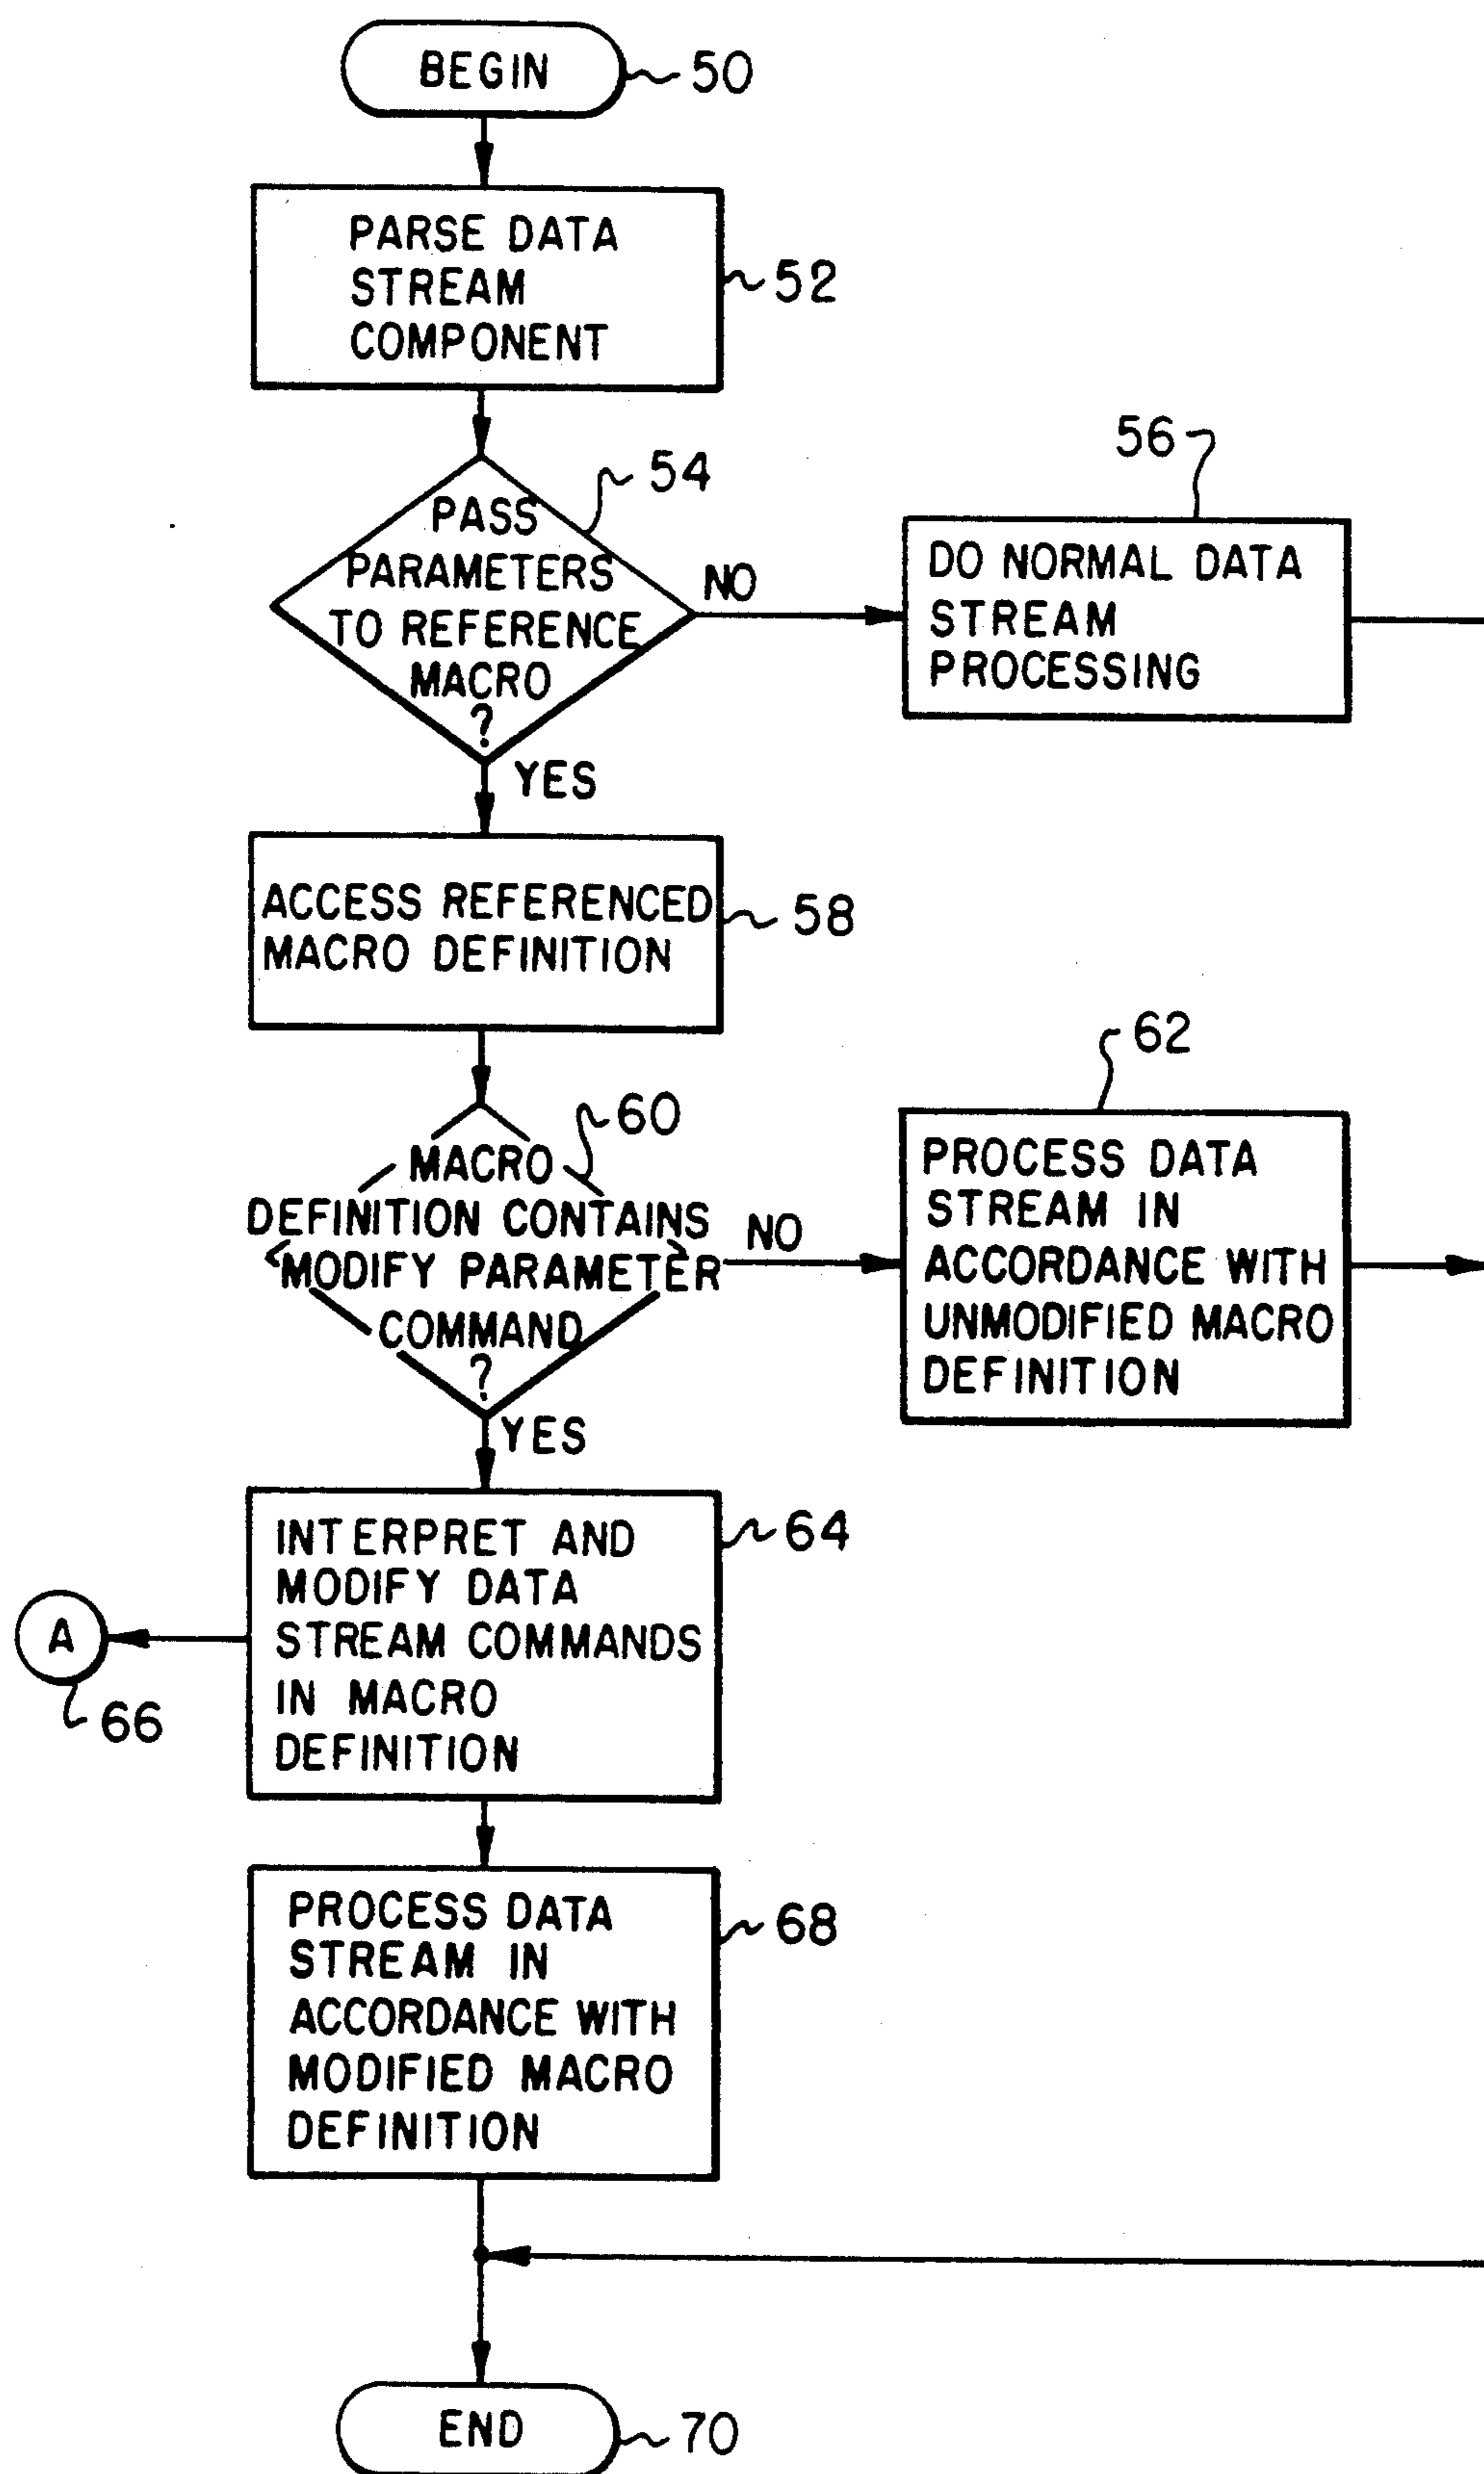 BEGIN
50
PARSE DATA
STREAM
COMPONENT
52
54
PASS
PARAMETERS
TO REFERENCE
MACRO
?
NO
YES
56
DO NORMAL DATA
STREAM
PROCESSING
ACCESS REFERENCED
MACRO DEFINITION
58
60
MACRO
DEFINITION CONTAINS
MODIFY PARAMETER
COMMAND
?
NO
YES
62
PROCESS DATA
STREAM IN
ACCORDANCE WITH
UNMODIFIED MACRO
DEFINITION
INTERPRET AND
MODIFY DATA
STREAM COMMANDS
IN MACRO
DEFINITION
64
A
66
PROCESS DATA
STREAM IN
ACCORDANCE WITH
MODIFIED MACRO
DEFINITION
68
END
70